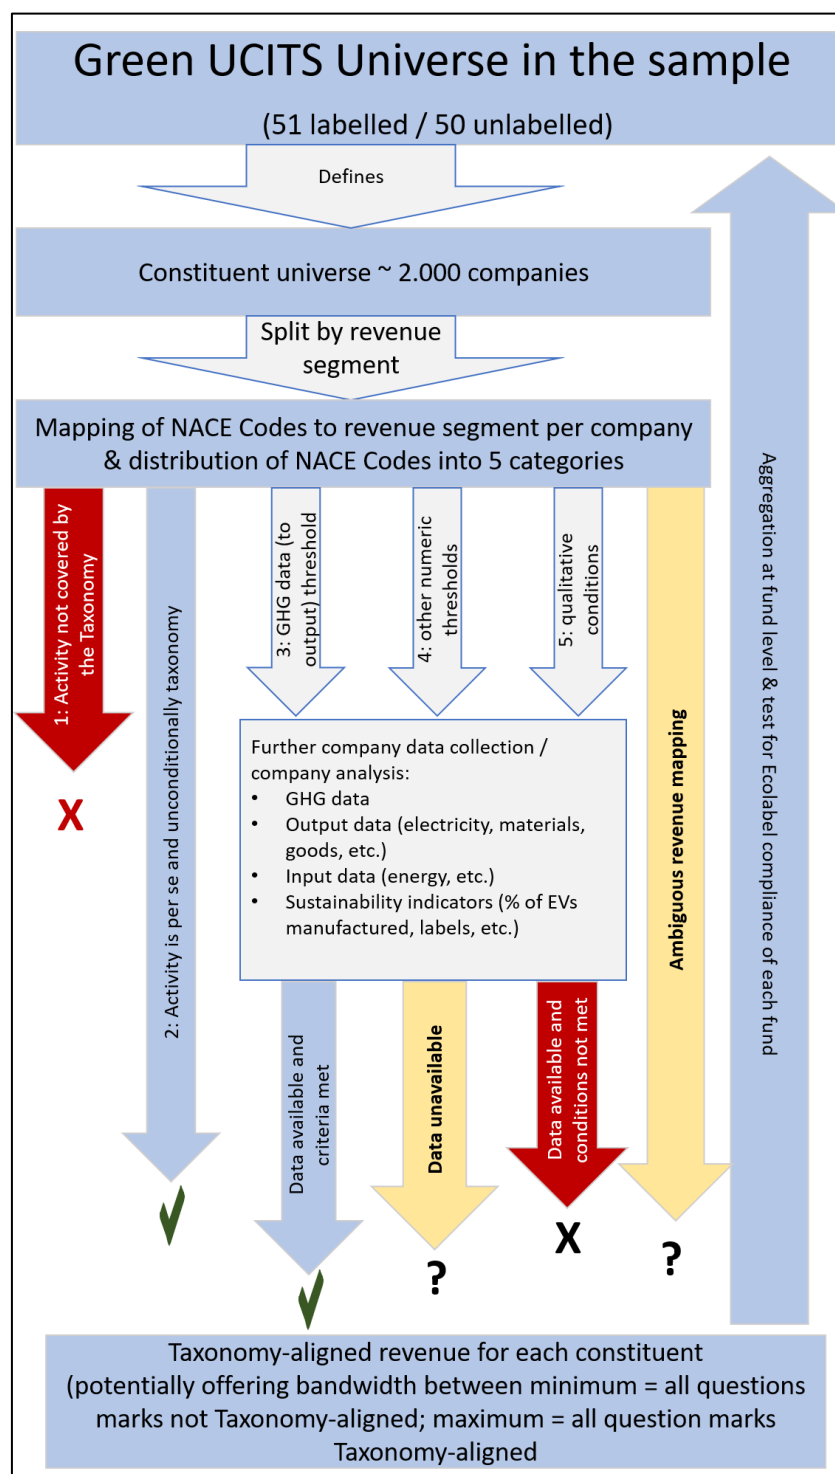 Green UCITS Universe in the sample
(51 labelled / 50 unlabelled)
Defines
Constituent universe ~ 2.000 companies
Split by revenue
segment
Mapping of NACE Codes to revenue segment per company
& distribution of NACE Codes into 5 categories
1: Activity not covered by
the Taxonomy
X
2: Activity is per se and unconditionally taxonomy
3: GHG data (to
output) threshold
4: other numeric
thresholds
5: qualitative
conditions
Ambiguous revenue mapping
Aggregation at fund level & test for Ecolabel compliance of each fund
Further company data collection /
company analysis:
• GHG data
• Output data (electricity, materials,
goods, etc.)
• Input data (energy, etc.)
• Sustainability indicators (% of EVs
manufactured, labels, etc.)
Data available and
criteria met
Data unavailable
Data available and
conditions not met
X
?
?
Taxonomy-aligned revenue for each constituent
(potentially offering bandwidth between minimum = all questions
marks not Taxonomy-aligned; maximum = all question marks
Taxonomy-aligned